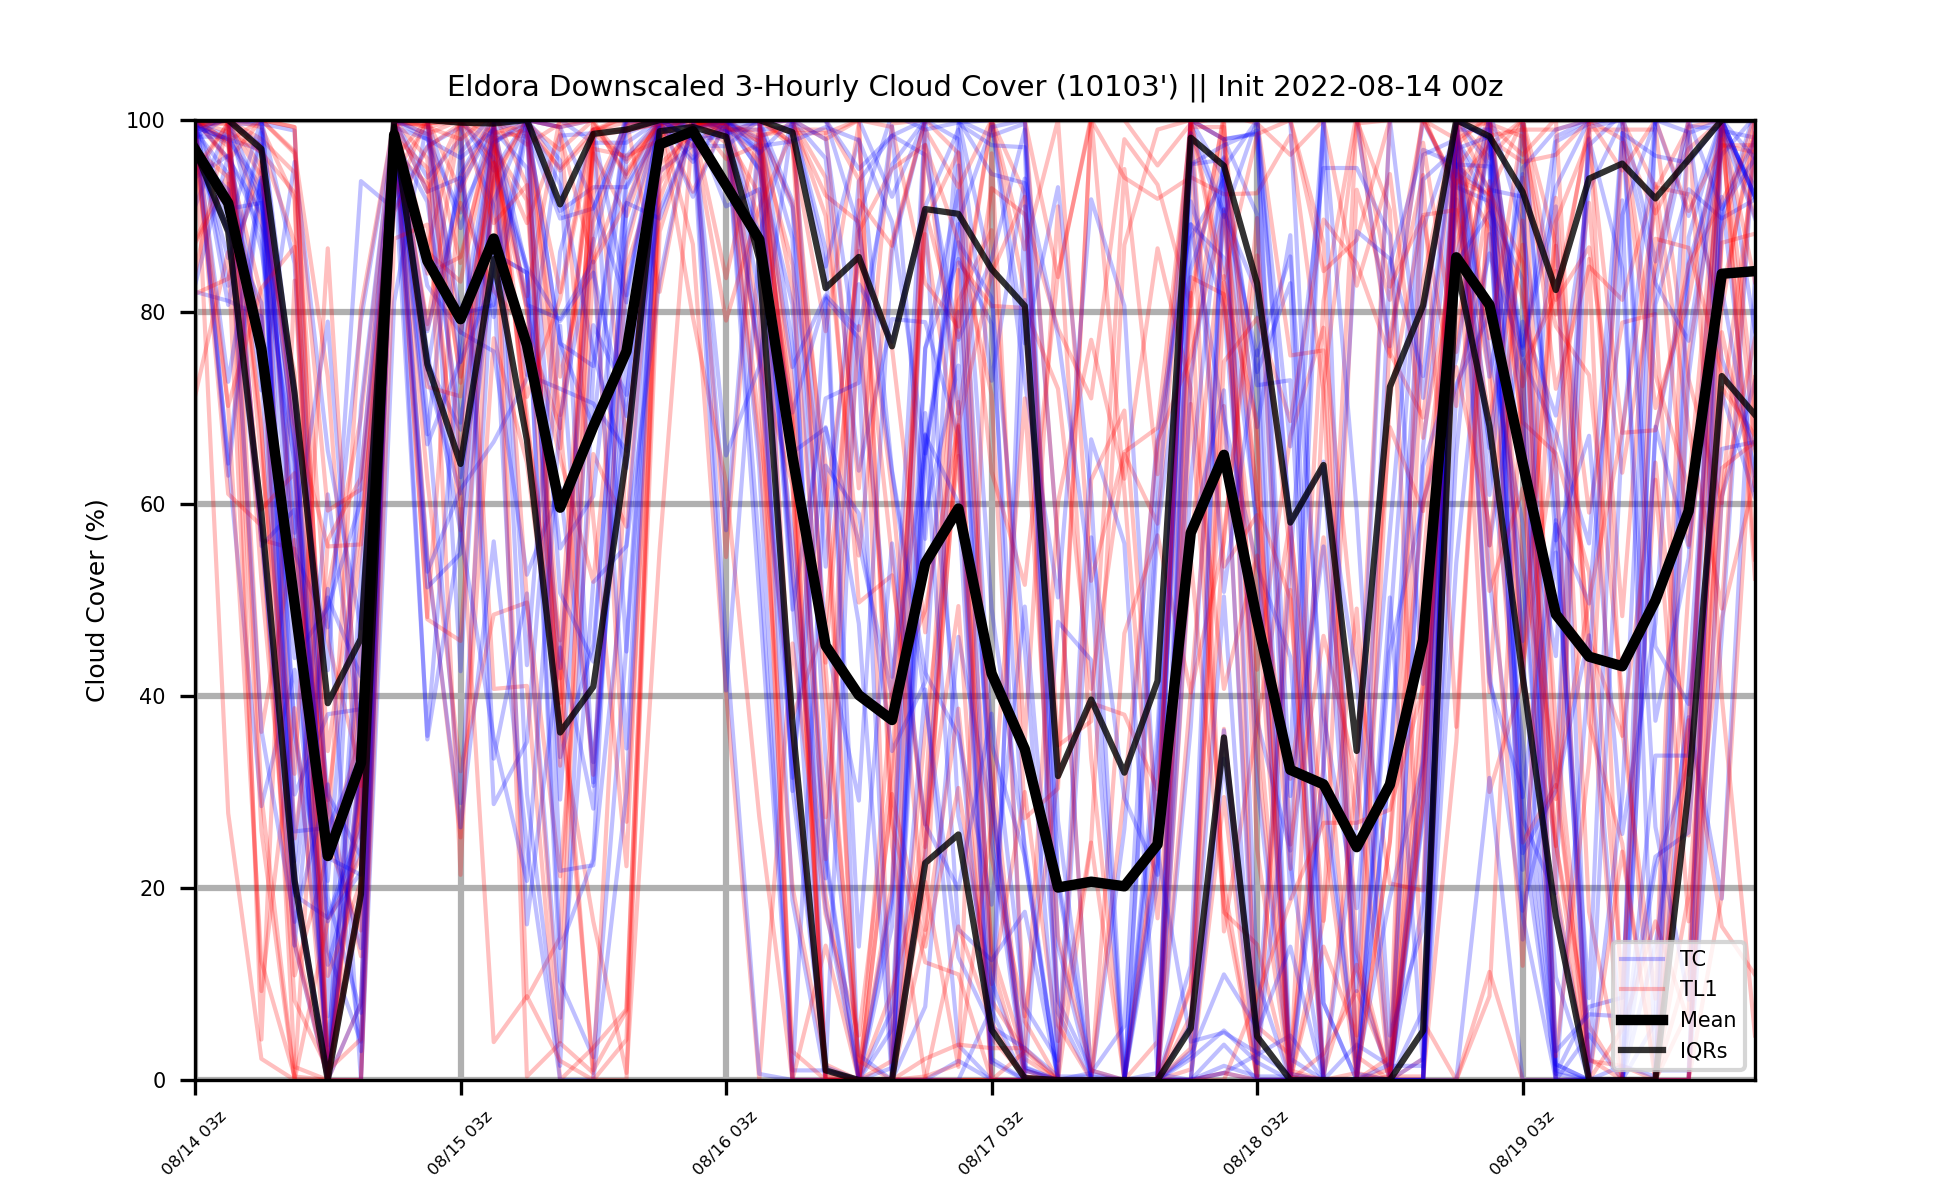 Eldora Downscaled 3-Hourly Cloud Cover (10103') || Init 2022-08-14 00z
Cloud Cover (%)
100
80
60
40
20
0
TC
TL1
Mean
IQRs
08/14 03z
08/15 03z
08/16 03z
08/17 03z
08/18 03z
08/19 03z